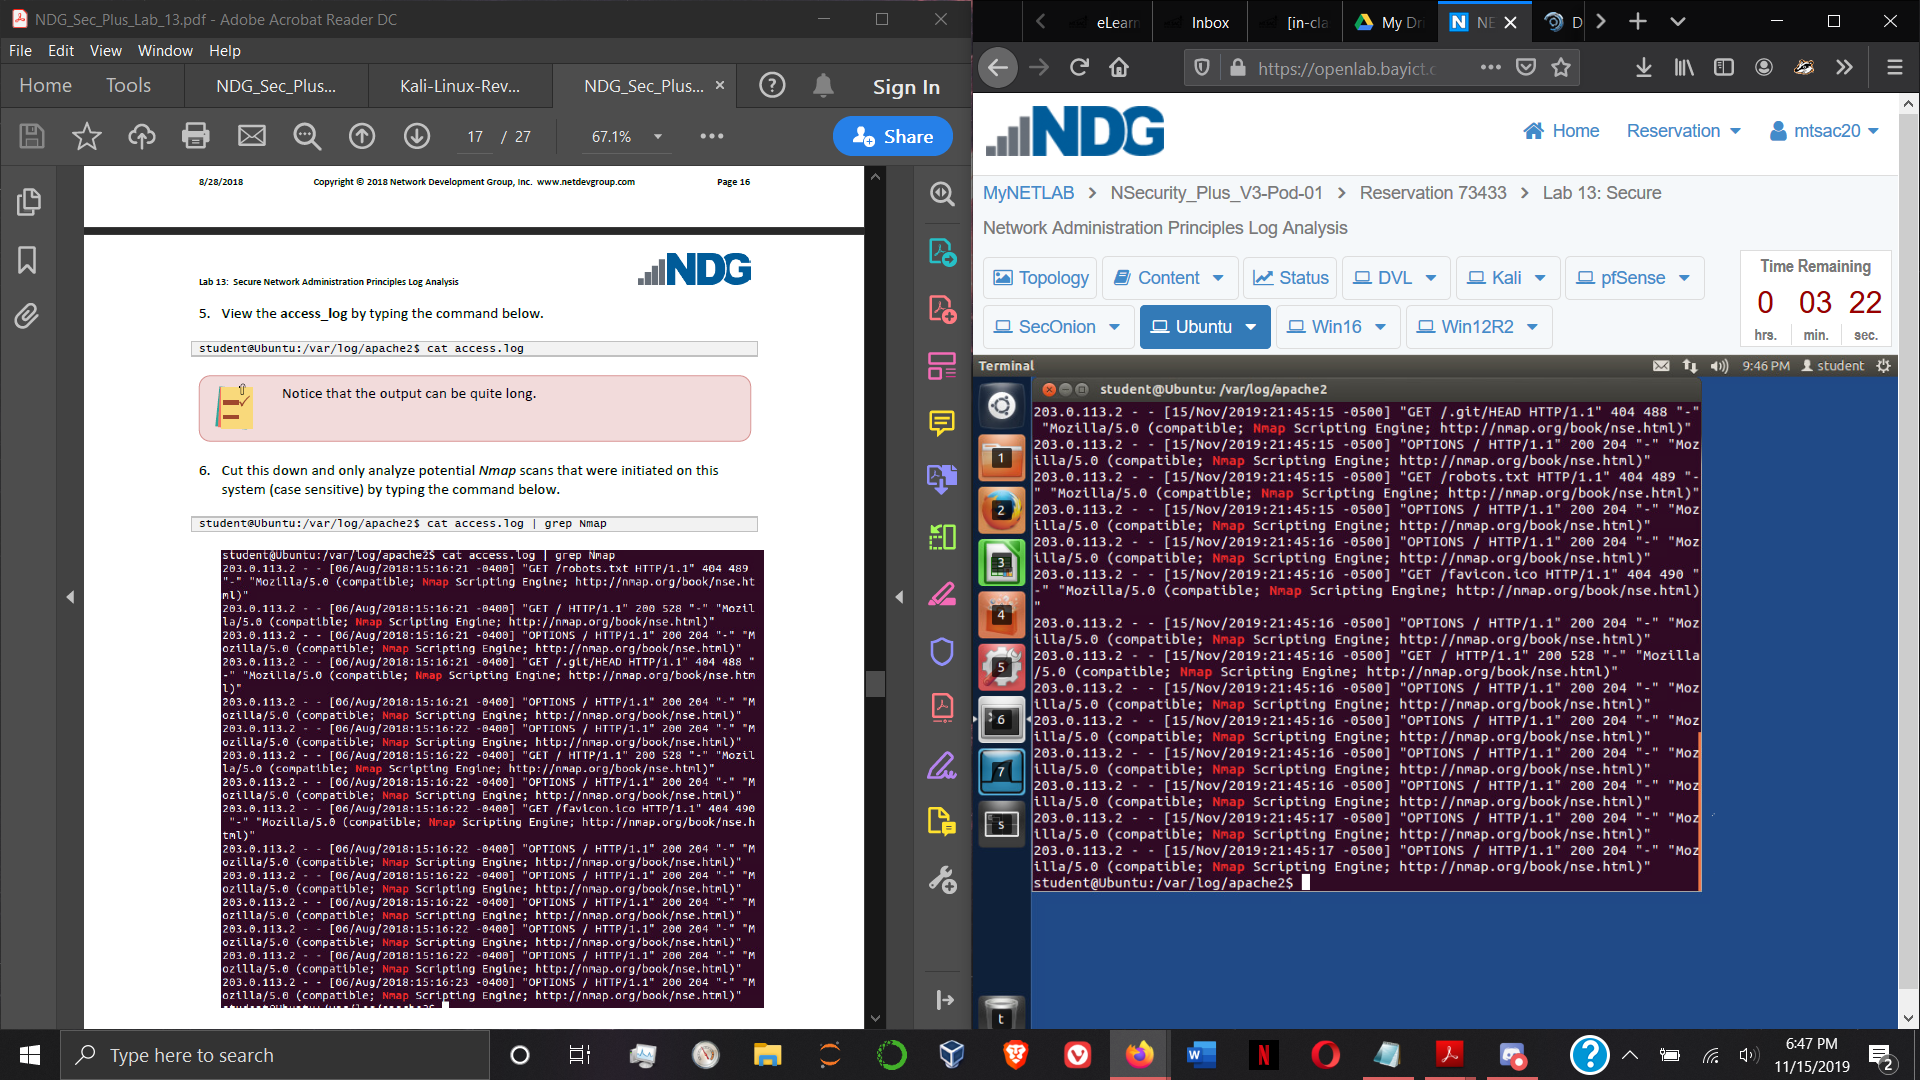 NDG_Sec_Plus_Lab_13.pdf - Adobe Acrobat Reader DC
File Edit View Window Help
Home Tools NDG_Sec_Plus... Kali-Linux-Rev... NDG_Sec_Plus... × Sign In
17 / 27 67.1% Share
8/28/2018 Copyright © 2018 Network Development Group, Inc. www.netdevgroup.com Page 16
NDG
Lab 13: Secure Network Administration Principles Log Analysis
5. View the access_log by typing the command below.
student@Ubuntu:/var/log/apache2$ cat access.log
Notice that the output can be quite long.
6. Cut this down and only analyze potential Nmap scans that were initiated on this
system (case sensitive) by typing the command below.
student@Ubuntu:/var/log/apache2$ cat access.log | grep Nmap
student@Ubuntu:/var/log/apache2$ cat access.log | grep Nmap
203.0.113.2 - - [06/Aug/2018:15:16:21 -0400] "GET /robots.txt HTTP/1.1" 404 489
"-" "Mozilla/5.0 (compatible; Nmap Scripting Engine; http://nmap.org/book/nse.ht
ml)"
203.0.113.2 - - [06/Aug/2018:15:16:21 -0400] "GET / HTTP/1.1" 200 528 "-" "Mozil
la/5.0 (compatible; Nmap Scripting Engine; http://nmap.org/book/nse.html)"
203.0.113.2 - - [06/Aug/2018:15:16:21 -0400] "OPTIONS / HTTP/1.1" 200 204 "-" "M
ozilla/5.0 (compatible; Nmap Scripting Engine; http://nmap.org/book/nse.html)"
203.0.113.2 - - [06/Aug/2018:15:16:21 -0400] "GET /.git/HEAD HTTP/1.1" 404 488 "
-" "Mozilla/5.0 (compatible; Nmap Scripting Engine; http://nmap.org/book/nse.htm
l)"
203.0.113.2 - - [06/Aug/2018:15:16:21 -0400] "OPTIONS / HTTP/1.1" 200 204 "-" "M
ozilla/5.0 (compatible; Nmap Scripting Engine; http://nmap.org/book/nse.html)"
203.0.113.2 - - [06/Aug/2018:15:16:22 -0400] "OPTIONS / HTTP/1.1" 200 204 "-" "M
ozilla/5.0 (compatible; Nmap Scripting Engine; http://nmap.org/book/nse.html)"
203.0.113.2 - - [06/Aug/2018:15:16:22 -0400] "GET / HTTP/1.1" 200 528 "-" "Mozil
la/5.0 (compatible; Nmap Scripting Engine; http://nmap.org/book/nse.html)"
203.0.113.2 - - [06/Aug/2018:15:16:22 -0400] "OPTIONS / HTTP/1.1" 200 204 "-" "M
ozilla/5.0 (compatible; Nmap Scripting Engine; http://nmap.org/book/nse.html)"
203.0.113.2 - - [06/Aug/2018:15:16:22 -0400] "GET /favicon.ico HTTP/1.1" 404 490
"-" "Mozilla/5.0 (compatible; Nmap Scripting Engine; http://nmap.org/book/nse.h
tml)"
203.0.113.2 - - [06/Aug/2018:15:16:22 -0400] "OPTIONS / HTTP/1.1" 200 204 "-" "M
ozilla/5.0 (compatible; Nmap Scripting Engine; http://nmap.org/book/nse.html)"
203.0.113.2 - - [06/Aug/2018:15:16:22 -0400] "OPTIONS / HTTP/1.1" 200 204 "-" "M
ozilla/5.0 (compatible; Nmap Scripting Engine; http://nmap.org/book/nse.html)"
203.0.113.2 - - [06/Aug/2018:15:16:22 -0400] "OPTIONS / HTTP/1.1" 200 204 "-" "M
ozilla/5.0 (compatible; Nmap Scripting Engine; http://nmap.org/book/nse.html)"
203.0.113.2 - - [06/Aug/2018:15:16:22 -0400] "OPTIONS / HTTP/1.1" 200 204 "-" "M
ozilla/5.0 (compatible; Nmap Scripting Engine; http://nmap.org/book/nse.html)"
203.0.113.2 - - [06/Aug/2018:15:16:22 -0400] "OPTIONS / HTTP/1.1" 200 204 "-" "M
ozilla/5.0 (compatible; Nmap Scripting Engine; http://nmap.org/book/nse.html)"
203.0.113.2 - - [06/Aug/2018:15:16:23 -0400] "OPTIONS / HTTP/1.1" 200 204 "-" "M
ozilla/5.0 (compatible; Nmap Scripting Engine; http://nmap.org/book/nse.html)"
eLearn Inbox [in-cla My Dri NE D
https://openlab.bayict.c
NDG Home Reservation mtsac20
MyNETLAB > NSecurity_Plus_V3-Pod-01 > Reservation 73433 > Lab 13: Secure
Network Administration Principles Log Analysis
Topology Content Status DVL Kali pfSense
SecOnion Ubuntu Win16 Win12R2
Time Remaining
0 03 22
hrs. min. sec.
Terminal 9:46 PM student
student@Ubuntu: /var/log/apache2
203.0.113.2 - - [15/Nov/2019:21:45:15 -0500] "GET /.git/HEAD HTTP/1.1" 404 488 "-"
"Mozilla/5.0 (compatible; Nmap Scripting Engine; http://nmap.org/book/nse.html)"
203.0.113.2 - - [15/Nov/2019:21:45:15 -0500] "OPTIONS / HTTP/1.1" 200 204 "-" "Moz
illa/5.0 (compatible; Nmap Scripting Engine; http://nmap.org/book/nse.html)"
203.0.113.2 - - [15/Nov/2019:21:45:15 -0500] "GET /robots.txt HTTP/1.1" 404 489 "-
" "Mozilla/5.0 (compatible; Nmap Scripting Engine; http://nmap.org/book/nse.html)"
203.0.113.2 - - [15/Nov/2019:21:45:15 -0500] "OPTIONS / HTTP/1.1" 200 204 "-" "Moz
illa/5.0 (compatible; Nmap Scripting Engine; http://nmap.org/book/nse.html)"
203.0.113.2 - - [15/Nov/2019:21:45:16 -0500] "OPTIONS / HTTP/1.1" 200 204 "-" "Moz
illa/5.0 (compatible; Nmap Scripting Engine; http://nmap.org/book/nse.html)"
203.0.113.2 - - [15/Nov/2019:21:45:16 -0500] "GET /favicon.ico HTTP/1.1" 404 490 "
-" "Mozilla/5.0 (compatible; Nmap Scripting Engine; http://nmap.org/book/nse.html)
"
203.0.113.2 - - [15/Nov/2019:21:45:16 -0500] "OPTIONS / HTTP/1.1" 200 204 "-" "Moz
illa/5.0 (compatible; Nmap Scripting Engine; http://nmap.org/book/nse.html)"
203.0.113.2 - - [15/Nov/2019:21:45:16 -0500] "GET / HTTP/1.1" 200 528 "-" "Mozilla
/5.0 (compatible; Nmap Scripting Engine; http://nmap.org/book/nse.html)"
203.0.113.2 - - [15/Nov/2019:21:45:16 -0500] "OPTIONS / HTTP/1.1" 200 204 "-" "Moz
illa/5.0 (compatible; Nmap Scripting Engine; http://nmap.org/book/nse.html)"
203.0.113.2 - - [15/Nov/2019:21:45:16 -0500] "OPTIONS / HTTP/1.1" 200 204 "-" "Moz
illa/5.0 (compatible; Nmap Scripting Engine; http://nmap.org/book/nse.html)"
203.0.113.2 - - [15/Nov/2019:21:45:16 -0500] "OPTIONS / HTTP/1.1" 200 204 "-" "Moz
illa/5.0 (compatible; Nmap Scripting Engine; http://nmap.org/book/nse.html)"
203.0.113.2 - - [15/Nov/2019:21:45:16 -0500] "OPTIONS / HTTP/1.1" 200 204 "-" "Moz
illa/5.0 (compatible; Nmap Scripting Engine; http://nmap.org/book/nse.html)"
203.0.113.2 - - [15/Nov/2019:21:45:17 -0500] "OPTIONS / HTTP/1.1" 200 204 "-" "Moz
illa/5.0 (compatible; Nmap Scripting Engine; http://nmap.org/book/nse.html)"
203.0.113.2 - - [15/Nov/2019:21:45:17 -0500] "OPTIONS / HTTP/1.1" 200 204 "-" "Moz
illa/5.0 (compatible; Nmap Scripting Engine; http://nmap.org/book/nse.html)"
student@Ubuntu:/var/log/apache2$
1
2
3
4
5
6
7
s
t
Type here to search
6:47 PM
11/15/2019
2